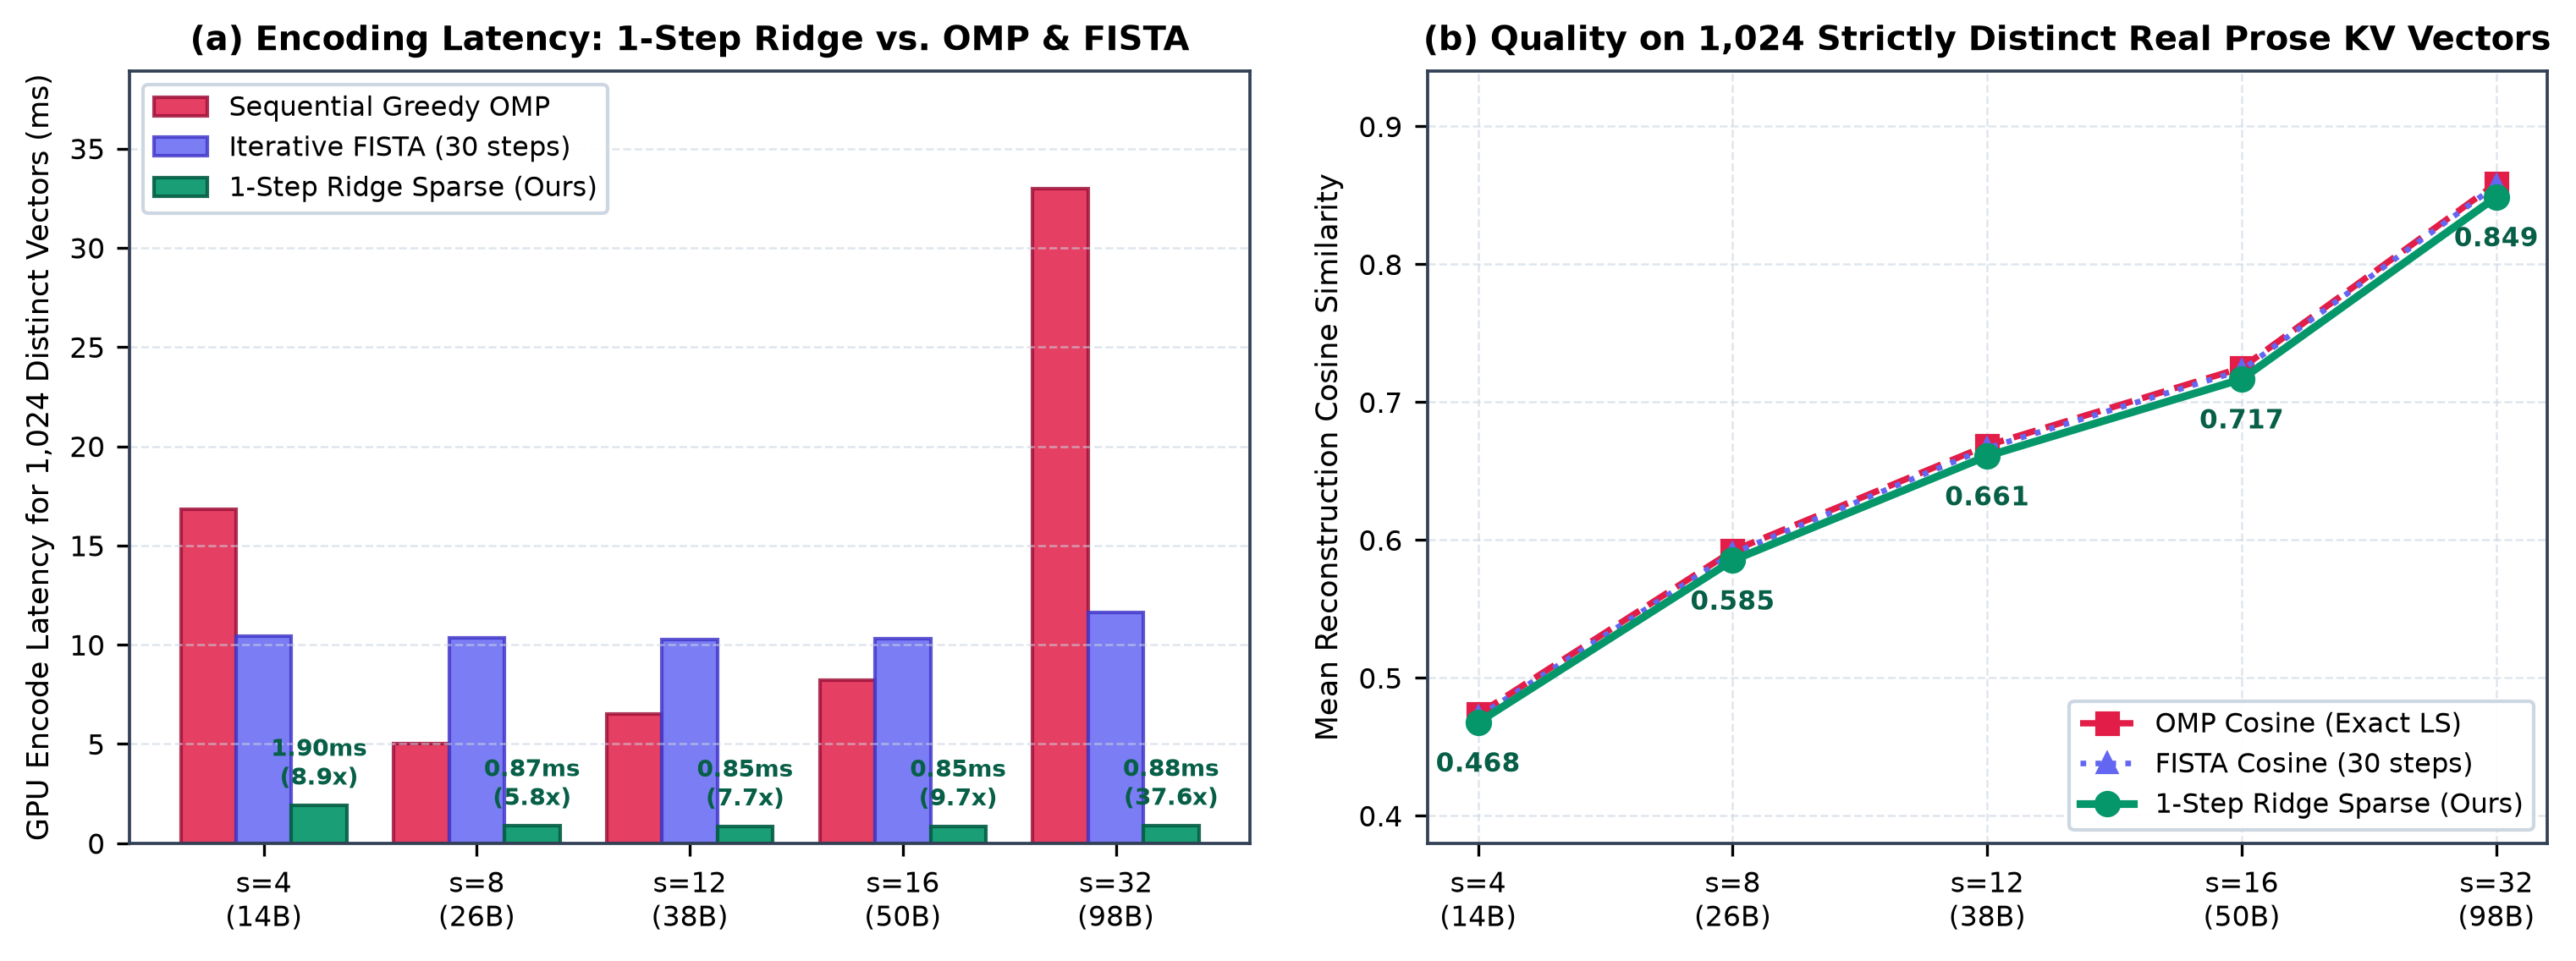 (a) Encoding Latency: 1-Step Ridge vs. OMP & FISTA
GPU Encode Latency for 1,024 Distinct Vectors (ms)
35
30
25
20
15
10
5
0
Sequential Greedy OMP
Iterative FISTA (30 steps)
1-Step Ridge Sparse (Ours)
1.90ms
(8.9x)
0.87ms
(5.8x)
0.85ms
(7.7x)
0.85ms
(9.7x)
0.88ms
(37.6x)
s=4
(14B)
s=8
(26B)
s=12
(38B)
s=16
(50B)
s=32
(98B)
(b) Quality on 1,024 Strictly Distinct Real Prose KV Vectors
Mean Reconstruction Cosine Similarity
0.9
0.8
0.7
0.6
0.5
0.4
0.468
0.585
0.661
0.717
0.849
OMP Cosine (Exact LS)
FISTA Cosine (30 steps)
1-Step Ridge Sparse (Ours)
s=4
(14B)
s=8
(26B)
s=12
(38B)
s=16
(50B)
s=32
(98B)